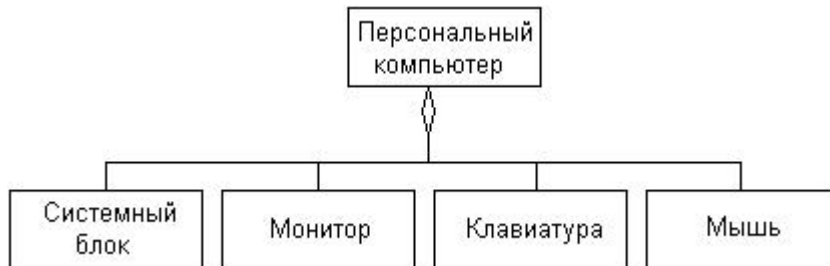 Персональный
компьютер
Системный
блок
Монитор
Клавиатура
Мышь